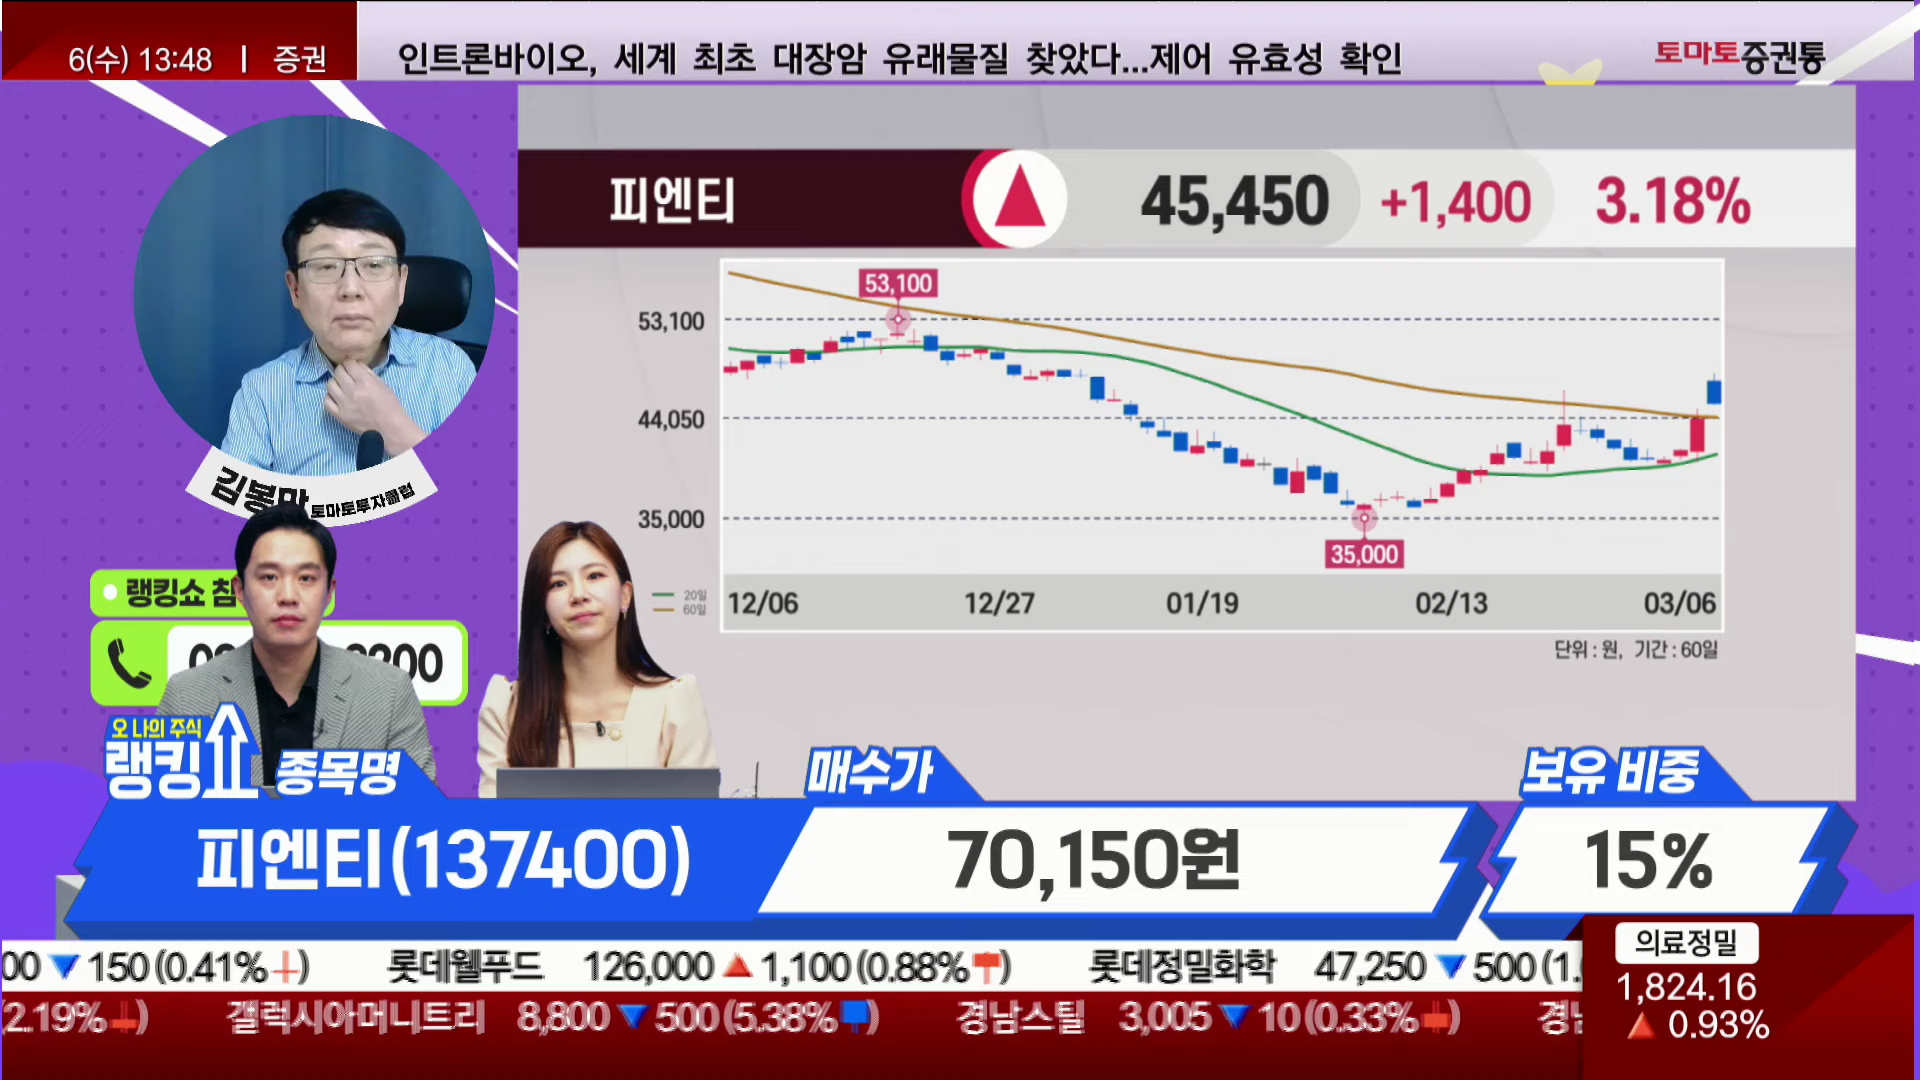 6(수) 13:48 | 증권
인트론바이오, 세계 최초 대장암 유래물질 찾았다...제어 유효성 확인
토마토증권통
피엔티 45,450 +1,400 3.18%
53,100
53,100
44,050
35,000
35,000
20일
60일
12/06 12/27 01/19 02/13 03/06
단위 : 원, 기간 : 60일
토마토투자클럽
랭킹쇼
오 나의 주식
랭킹쇼
종목명 매수가 보유 비중
피엔티(137400) 70,150원 15%
00 ▼ 150(0.41% ) 롯데웰푸드 126,000 ▲ 1,100(0.88% ) 롯데정밀화학 47,250 ▼ 500(1.
2.19% ) 갤럭시아머니트리 8,800 ▼ 500(5.38% ) 경남스틸 3,005 ▼ 10(0.33% )
의료정밀
1,824.16
▲ 0.93%